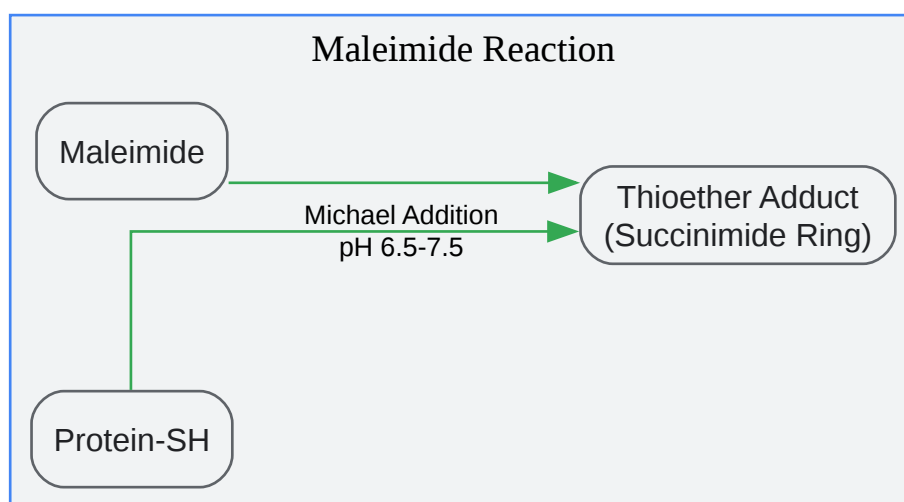 Maleimide Reaction
Maleimide
Thioether Adduct
(Succinimide Ring)
Michael Addition
pH 6.5-7.5
Protein-SH